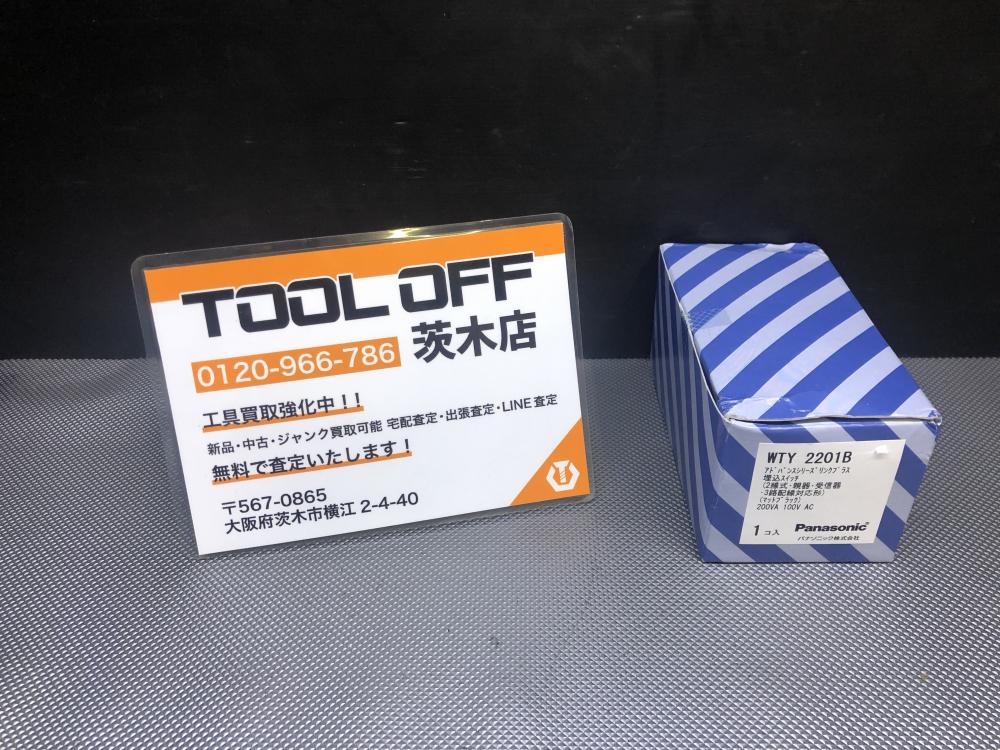 TOOL OFF
0120-966-786 茨木店
工具買取強化中!!
新品・中古・ジャンク買取可能 宅配査定・出張査定・LINE査定
無料で査定いたします!
〒567-0865
大阪府茨木市横江 2-4-40
WTY 2201B
アドバンスシリーズリンクプラス
埋込スイッチ
(2線式・親器・受信器
・3路配線対応形)
(マットブラック)
200VA 100V AC
1コ入 Panasonic
パナソニック株式会社